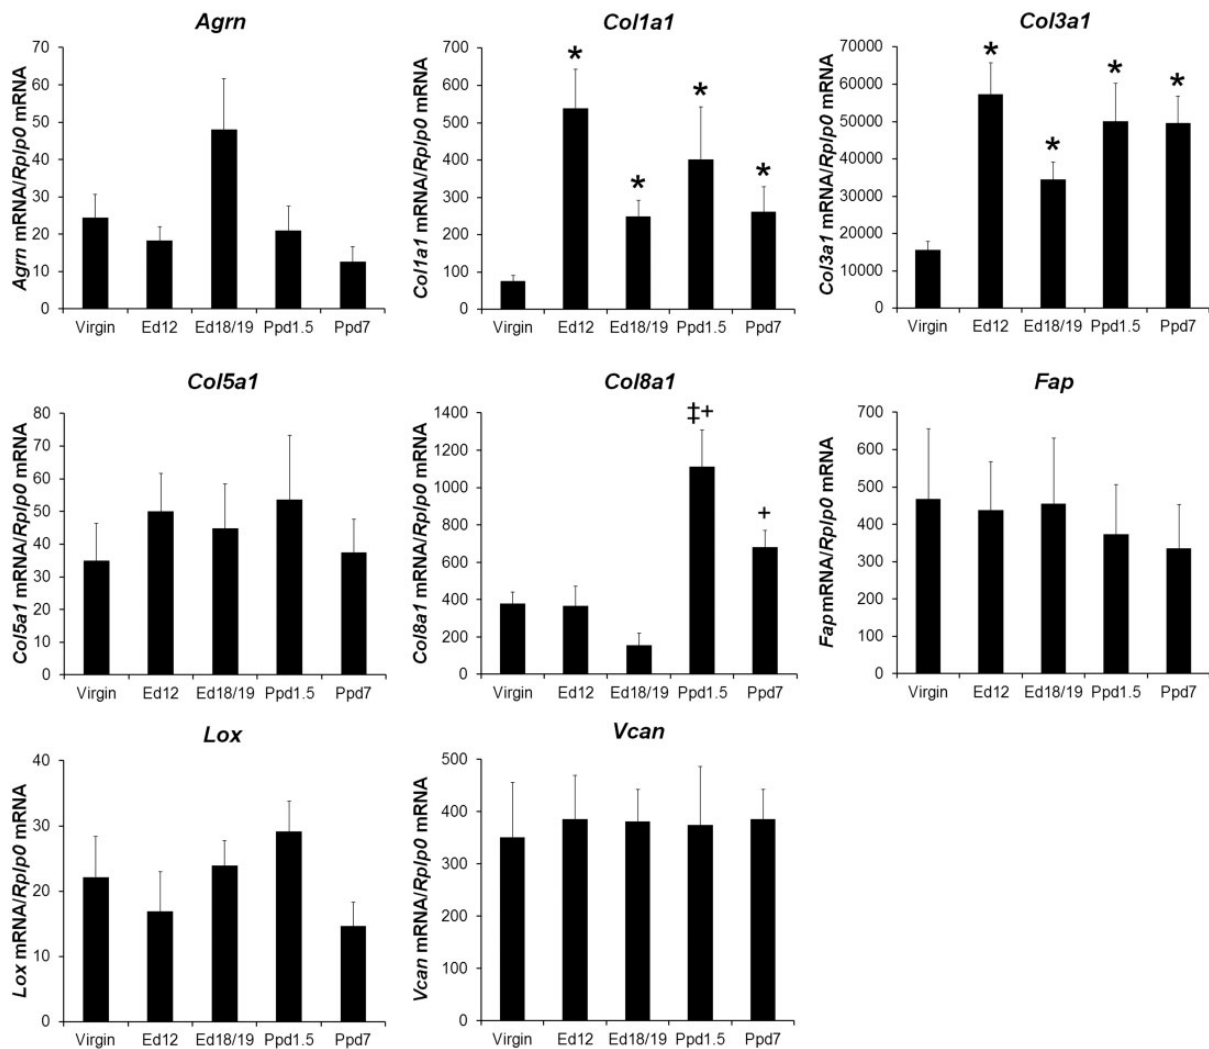 Agrn
Agrn mRNA/Rplp0 mRNA
70
60
50
40
30
20
10
0
Virgin Ed12 Ed18/19 Ppd1.5 Ppd7
Col1a1
Col1a1 mRNA/Rplp0 mRNA
700
600
500
400
300
200
100
0
* * * *
Virgin Ed12 Ed18/19 Ppd1.5 Ppd7
Col3a1
Col3a1 mRNA/Rplp0 mRNA
70000
60000
50000
40000
30000
20000
10000
0
* * * *
Virgin Ed12 Ed18/19 Ppd1.5 Ppd7
Col5a1
Col5a1 mRNA/Rplp0 mRNA
80
70
60
50
40
30
20
10
0
Virgin Ed12 Ed18/19 Ppd1.5 Ppd7
Col8a1
Col8a1 mRNA/Rplp0 mRNA
1400
1200
1000
800
600
400
200
0
‡+
+
Virgin Ed12 Ed18/19 Ppd1.5 Ppd7
Fap
Fap mRNA/Rplp0 mRNA
700
600
500
400
300
200
100
0
Virgin Ed12 Ed18/19 Ppd1.5 Ppd7
Lox
Lox mRNA/Rplp0 mRNA
40
30
20
10
0
Virgin Ed12 Ed18/19 Ppd1.5 Ppd7
Vcan
Vcan mRNA/Rplp0 mRNA
500
400
300
200
100
0
Virgin Ed12 Ed18/19 Ppd1.5 Ppd7